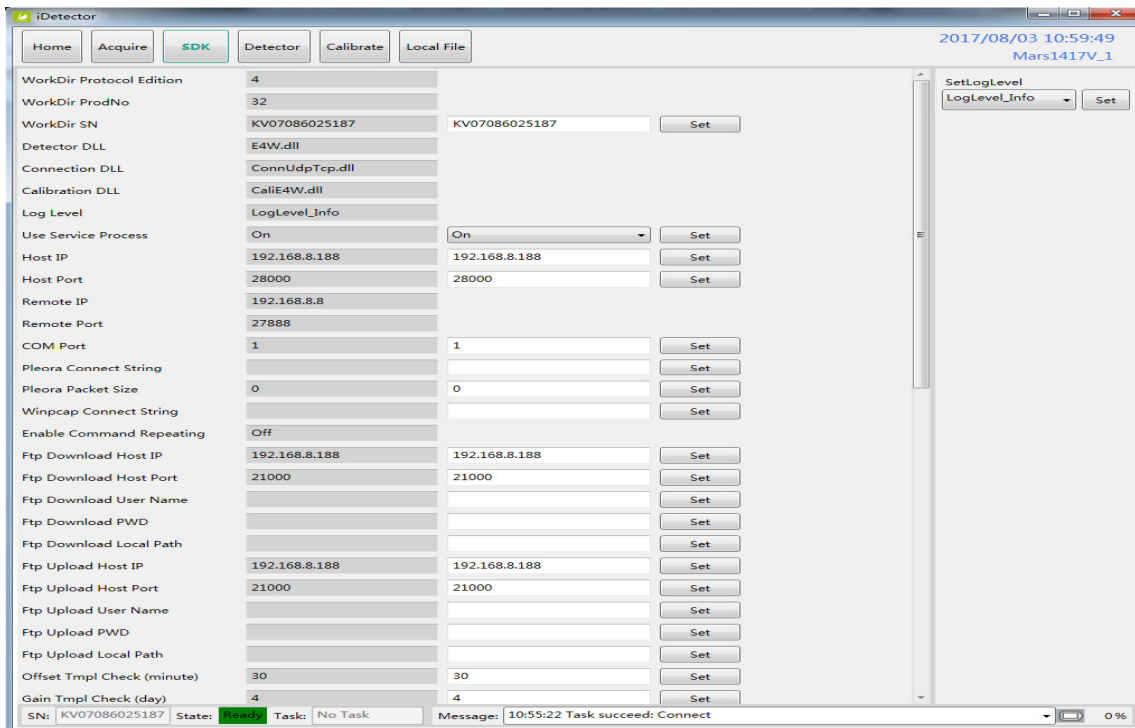 iDetector
Home Acquire SDK Detector Calibrate Local File
2017/08/03 10:59:49
Mars1417V_1
WorkDir Protocol Edition 4
WorkDir ProdNo 32
WorkDir SN KV07086025187 KV07086025187 Set
Detector DLL E4W.dll
Connection DLL ConnUdpTcp.dll
Calibration DLL CaliE4W.dll
Log Level LogLevel_Info
Use Service Process On On Set
Host IP 192.168.8.188 192.168.8.188 Set
Host Port 28000 28000 Set
Remote IP 192.168.8.8
Remote Port 27888
COM Port 1 1 Set
Pleora Connect String Set
Pleora Packet Size 0 0 Set
Winpcap Connect String Set
Enable Command Repeating Off
Ftp Download Host IP 192.168.8.188 192.168.8.188 Set
Ftp Download Host Port 21000 21000 Set
Ftp Download User Name Set
Ftp Download PWD Set
Ftp Download Local Path Set
Ftp Upload Host IP 192.168.8.188 192.168.8.188 Set
Ftp Upload Host Port 21000 21000 Set
Ftp Upload User Name Set
Ftp Upload PWD Set
Ftp Upload Local Path Set
Offset Tmpl Check (minute) 30 30 Set
Gain Tmpl Check (day) 4 4 Set
SetLogLevel
LogLevel_Info Set
SN: KV07086025187 State: Ready Task: No Task Message: 10:55:22 Task succeed: Connect 0%